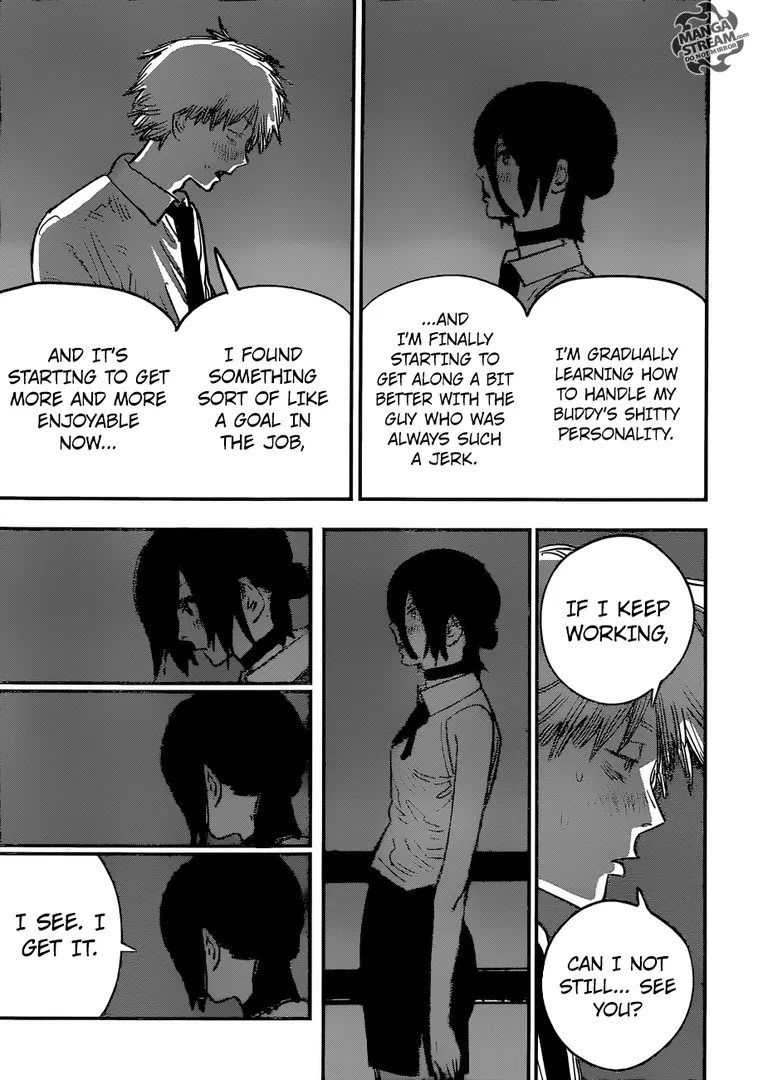 MANGA
STREAM.com
DO NOT MIRROR
I'M GRADUALLY
LEARNING HOW
TO HANDLE MY
BUDDY'S SHITTY
PERSONALITY.
...AND
I'M FINALLY
STARTING TO
GET ALONG A BIT
BETTER WITH THE
GUY WHO WAS
ALWAYS SUCH
A JERK.
I FOUND
SOMETHING
SORT OF LIKE
A GOAL IN
THE JOB,
AND IT'S
STARTING TO GET
MORE AND MORE
ENJOYABLE
NOW...
IF I KEEP
WORKING,
CAN I NOT
STILL... SEE
YOU?
I SEE. I
GET IT.